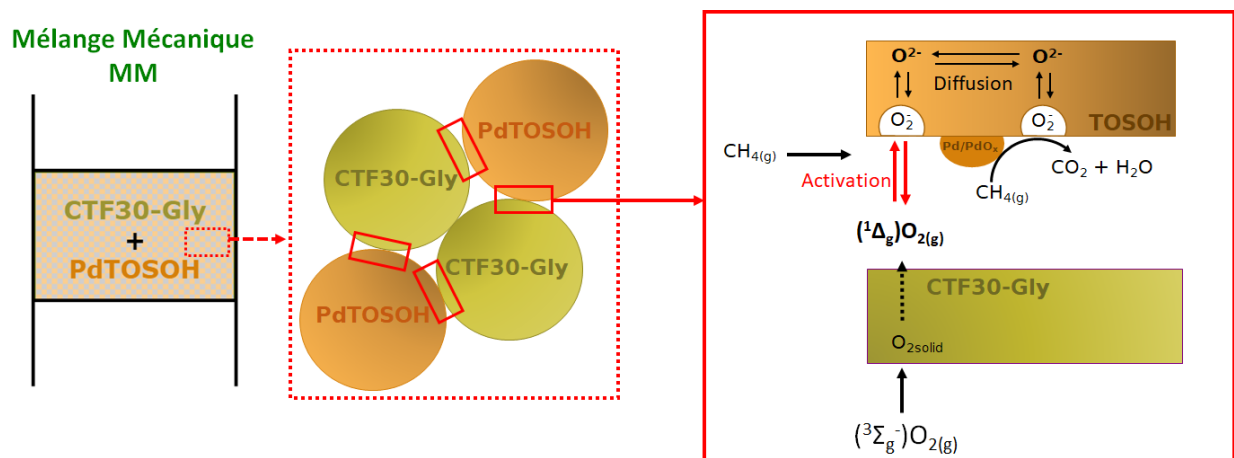 Mélange Mécanique
MM
CTF30-Gly
+
PdTOSOH
PdTOSOH
CTF30-Gly
CTF30-Gly
PdTOSOH
O²⁻ O²⁻
Diffusion
O₂⁻ O₂⁻
TOSOH
Pd/PdOₓ
CH₄₍g₎
Activation
CO₂ + H₂O
CH₄₍g₎
(¹Δg)O₂₍g₎
CTF30-Gly
O₂solid
(³Σg⁻)O₂₍g₎